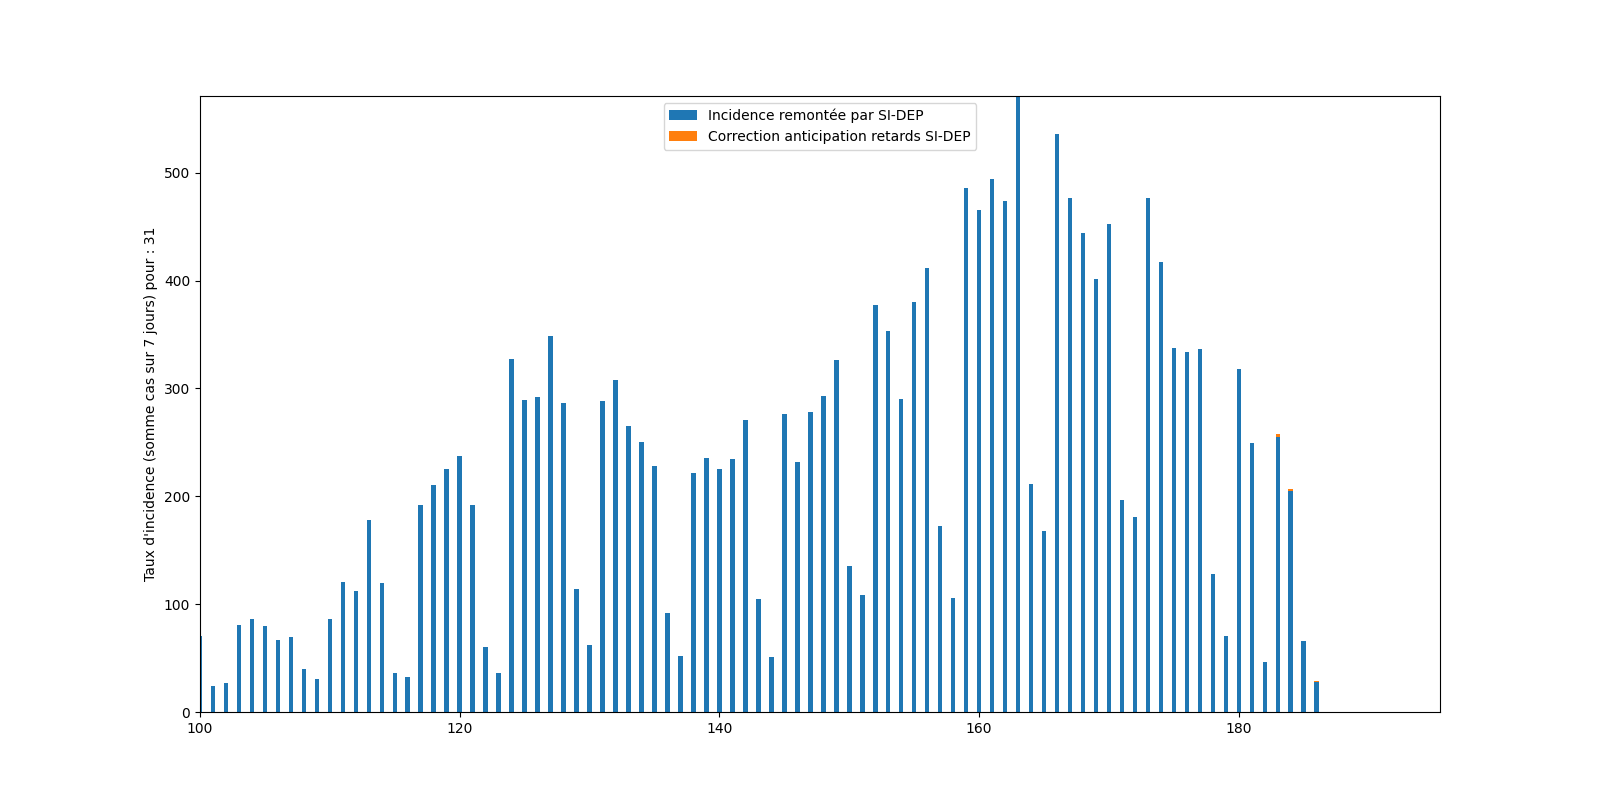 Incidence remontée par SI-DEP
Correction anticipation retards SI-DEP
Taux d'incidence (somme cas sur 7 jours) pour : 31
500
400
300
200
100
0
100 120 140 160 180